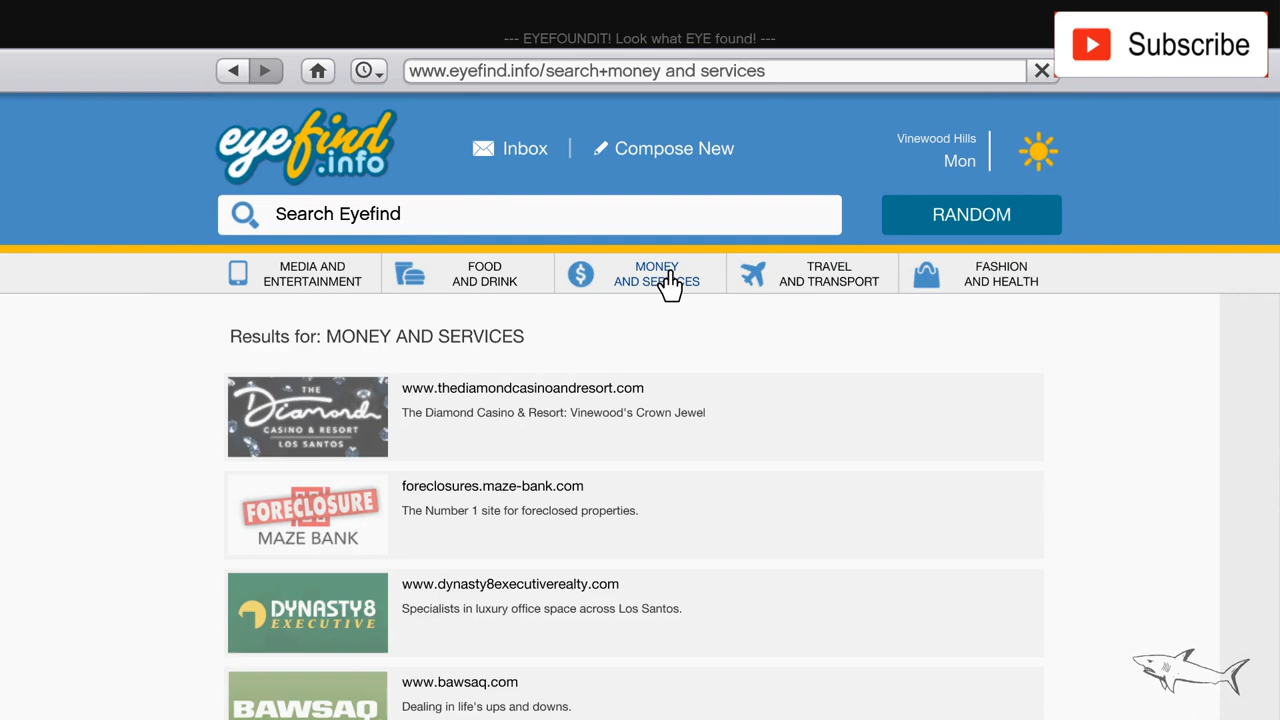 --- EYEFOUNDIT! Look what EYE found! ---
Subscribe
www.eyefind.info/search+money and services
eyefind
.info
Inbox
Compose New
Vinewood Hills
Mon
Search Eyefind
RANDOM
MEDIA AND
ENTERTAINMENT
FOOD
AND DRINK
MONEY
AND SERVICES
TRAVEL
AND TRANSPORT
FASHION
AND HEALTH
Results for: MONEY AND SERVICES
THE
Diamond
CASINO & RESORT
LOS SANTOS
www.thediamondcasinoandresort.com
The Diamond Casino & Resort: Vinewood's Crown Jewel
FORECLOSURE
MAZE BANK
foreclosures.maze-bank.com
The Number 1 site for foreclosed properties.
DYNASTY8
EXECUTIVE
www.dynasty8executiverealty.com
Specialists in luxury office space across Los Santos.
BAWSAQ
www.bawsaq.com
Dealing in life's ups and downs.